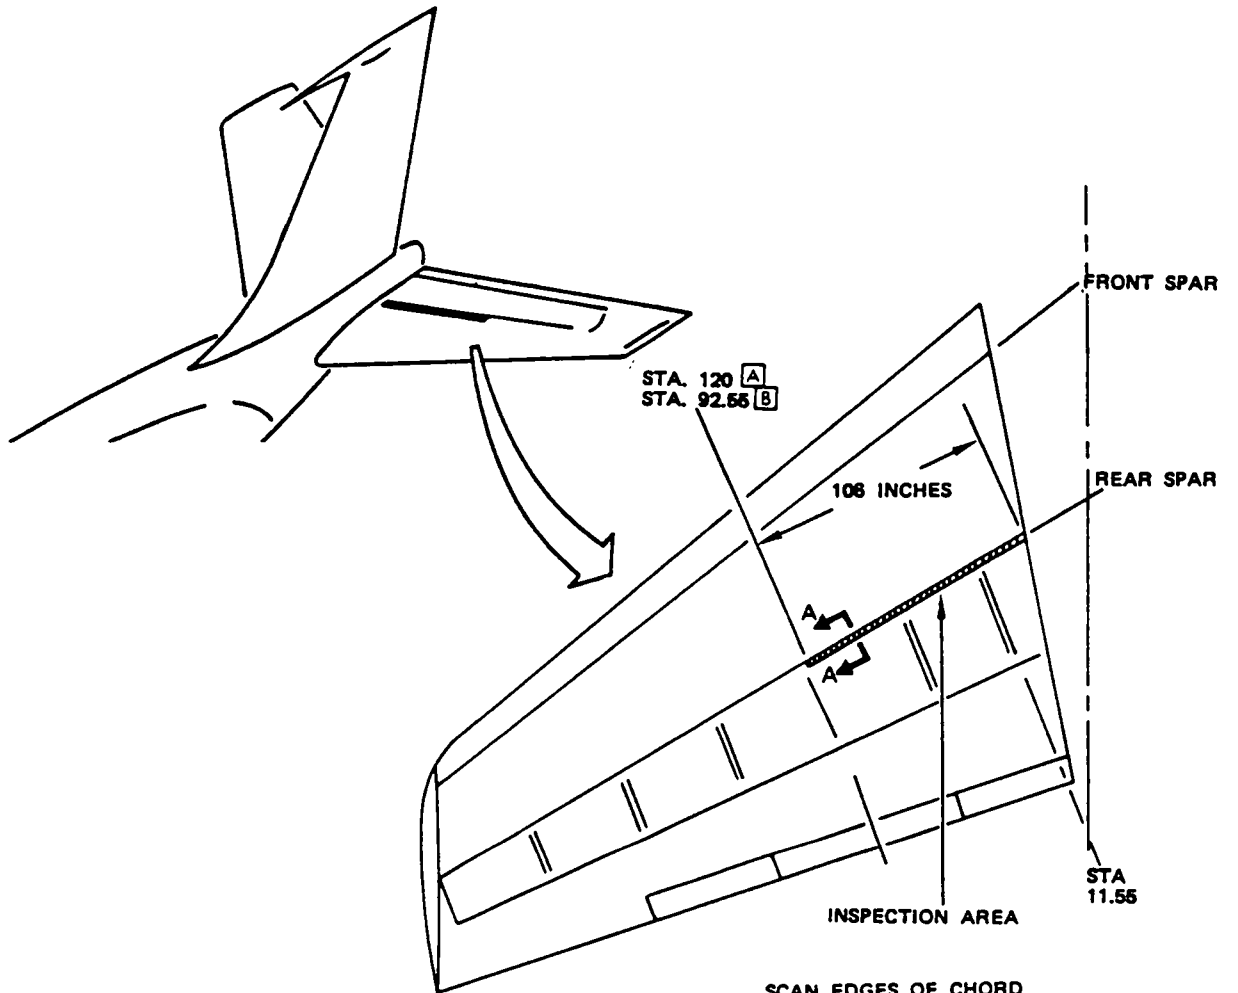 FRONT SPAR
STA. 120 A
STA. 92.55 B
106 INCHES
REAR SPAR
A
A
STA
11.55
INSPECTION AREA
SCAN EDGES OF CHORD